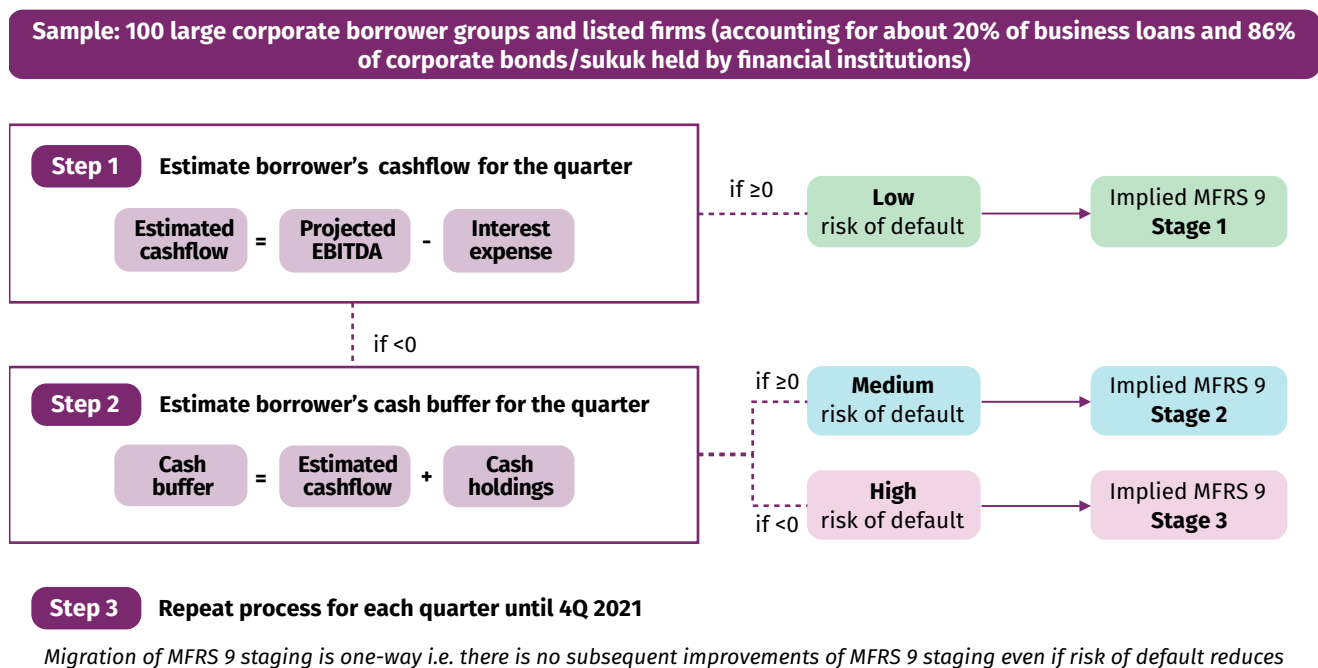 Sample: 100 large corporate borrower groups and listed firms (accounting for about 20% of business loans and 86%
of corporate bonds/sukuk held by financial institutions)
Step 1 Estimate borrower's cashflow for the quarter
Estimated
cashflow
=
Projected
EBITDA
-
Interest
expense
if ≥0
Low
risk of default
Implied MFRS 9
Stage 1
if <0
Step 2 Estimate borrower's cash buffer for the quarter
Cash
buffer
=
Estimated
cashflow
+
Cash
holdings
if ≥0
Medium
risk of default
Implied MFRS 9
Stage 2
if <0
High
risk of default
Implied MFRS 9
Stage 3
Step 3 Repeat process for each quarter until 4Q 2021
Migration of MFRS 9 staging is one-way i.e. there is no subsequent improvements of MFRS 9 staging even if risk of default reduces